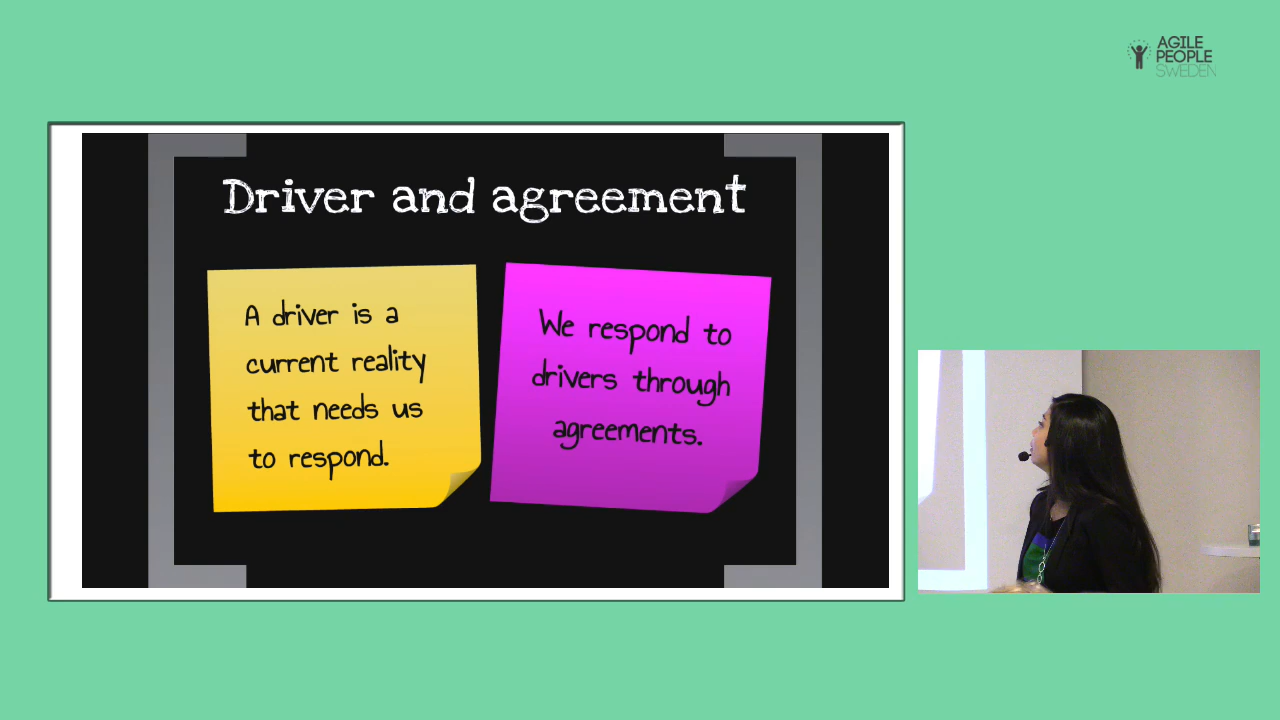 AGILE
PEOPLE
SWEDEN
Driver and agreement
A driver is a
current reality
that needs us
to respond.
We respond to
drivers through
agreements.